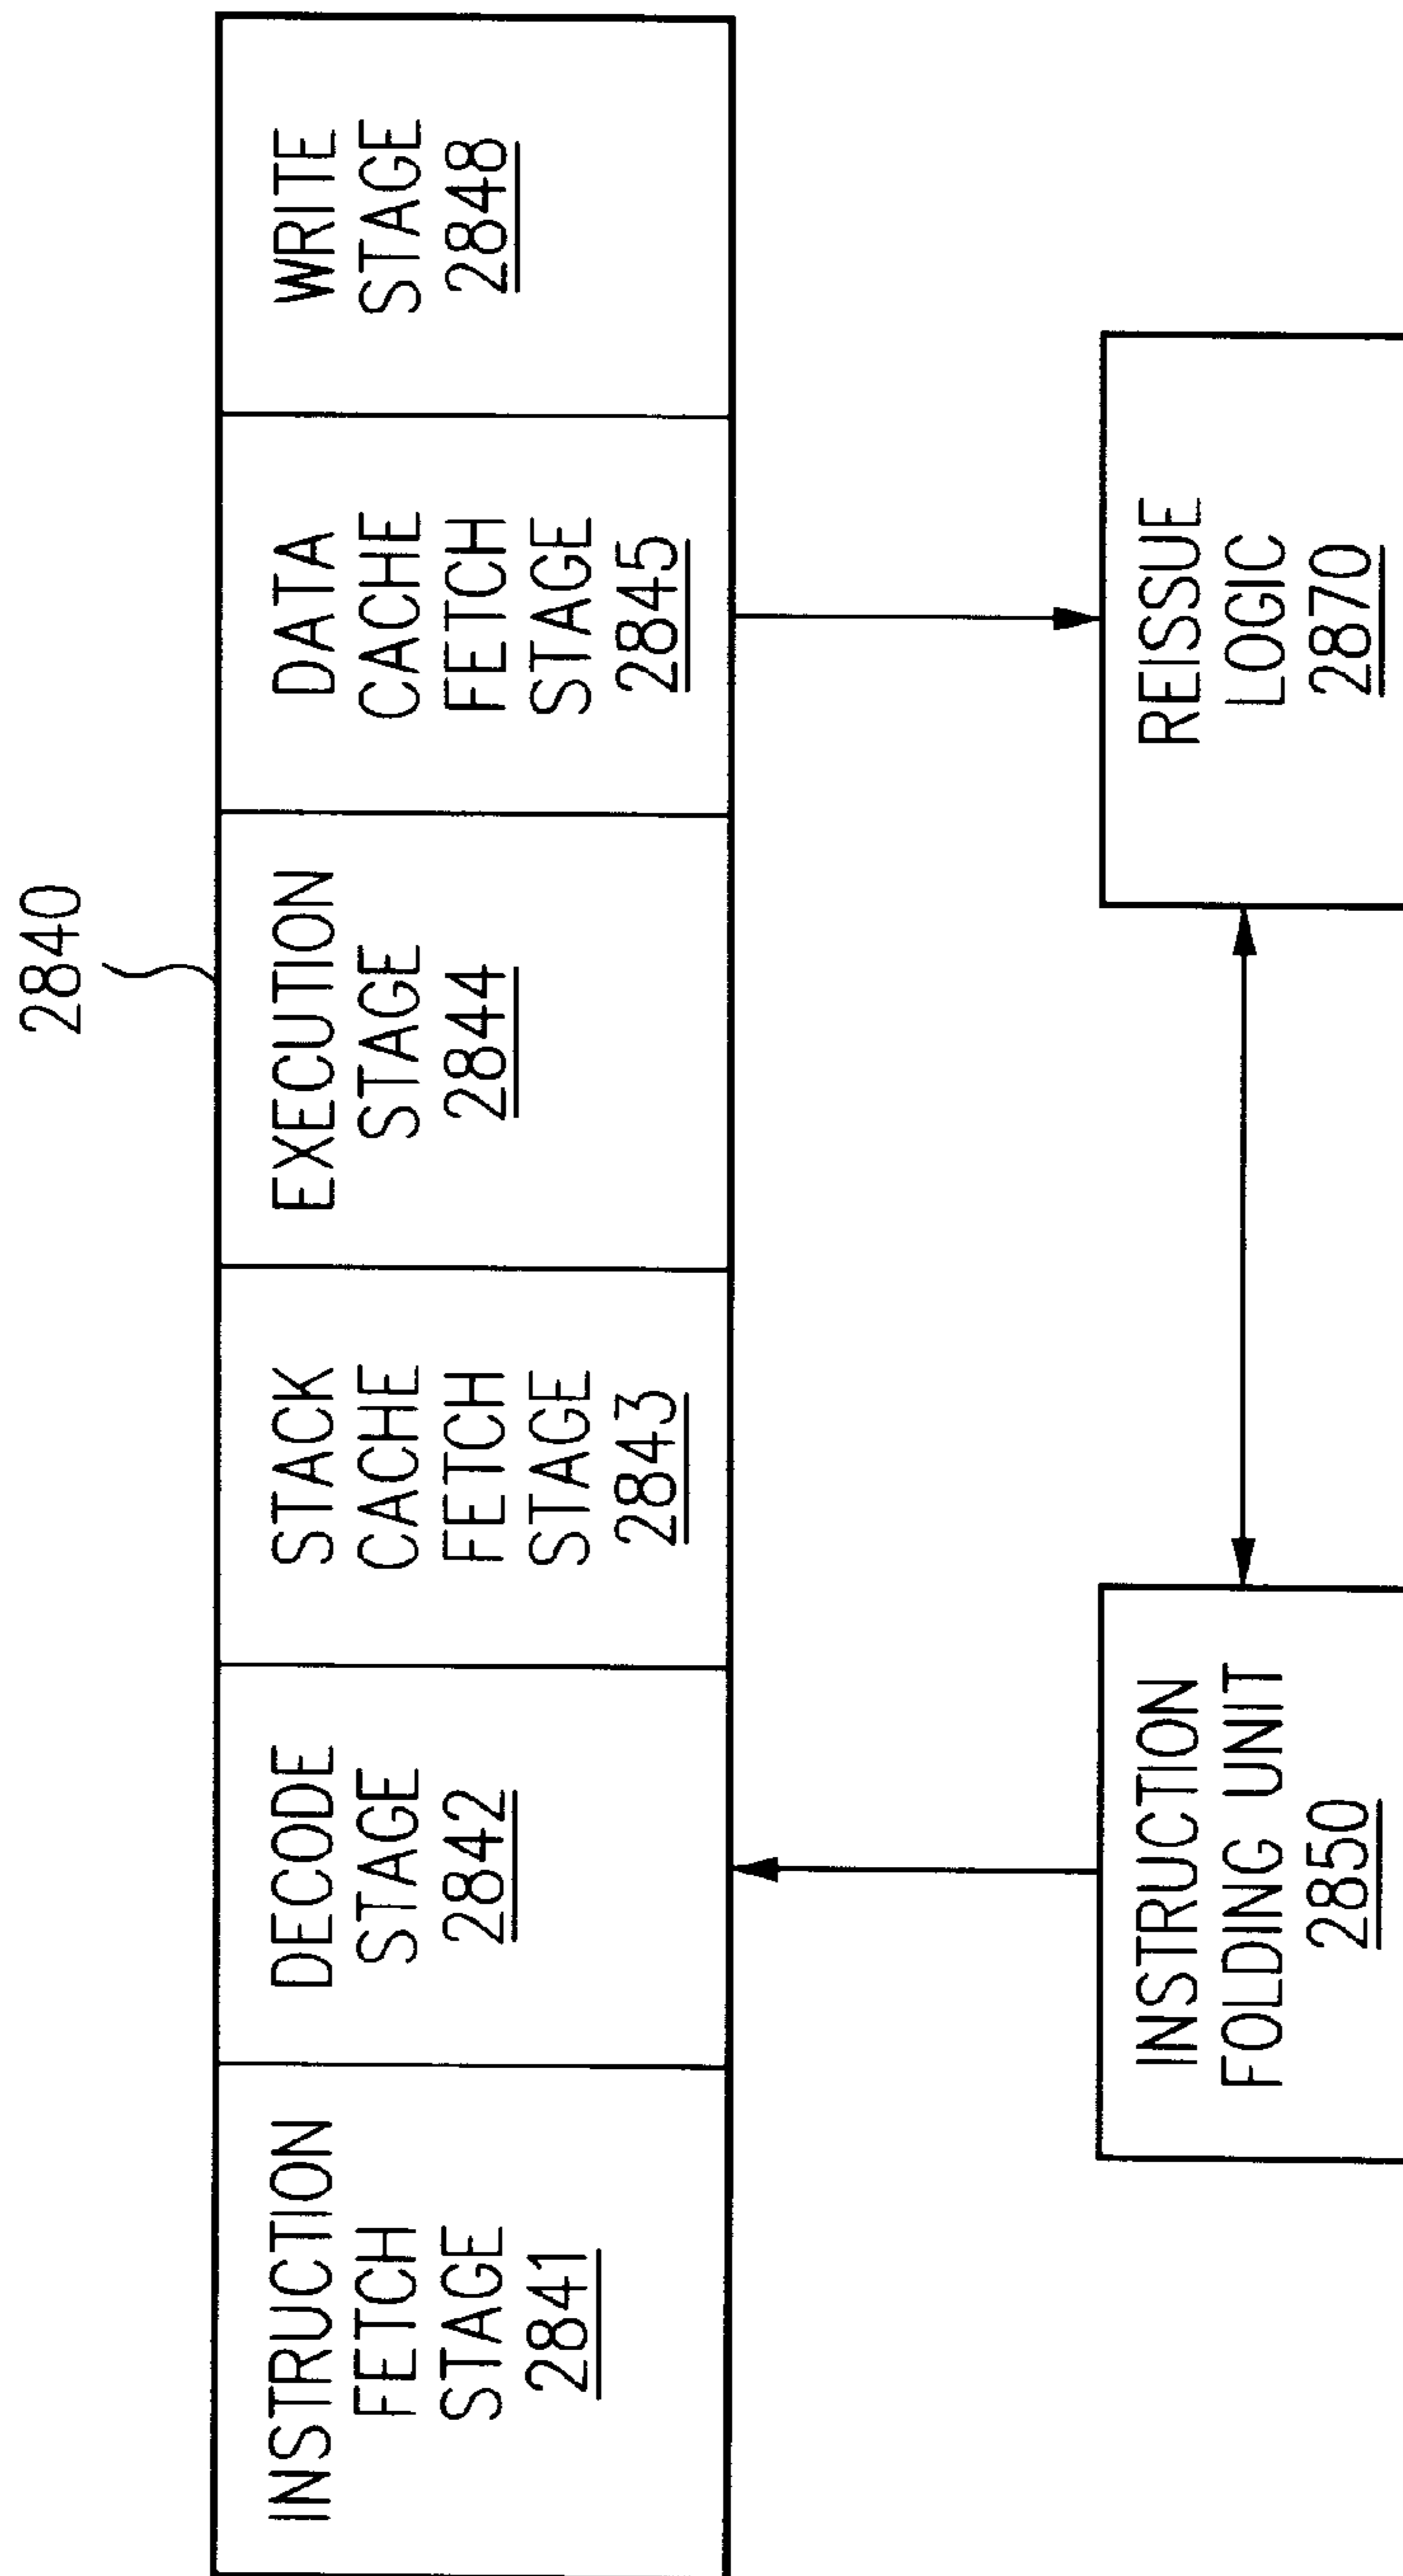 2840
INSTRUCTION
FETCH
STAGE
2841
DECODE
STAGE
2842
STACK
CACHE
FETCH
STAGE
2843
EXECUTION
STAGE
2844
DATA
CACHE
FETCH
STAGE
2845
WRITE
STAGE
2848
INSTRUCTION
FOLDING UNIT
2850
REISSUE
LOGIC
2870